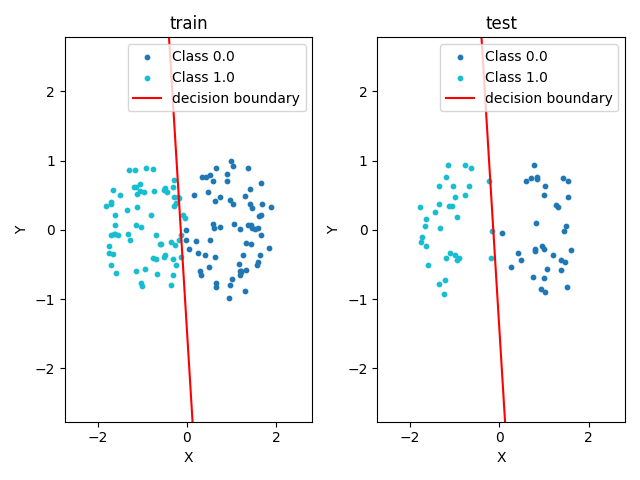 train
Class 0.0
Class 1.0
decision boundary
2
1
0
−1
−2
Y
−2
0
2
X
test
Class 0.0
Class 1.0
decision boundary
2
1
0
−1
−2
Y
−2
0
2
X